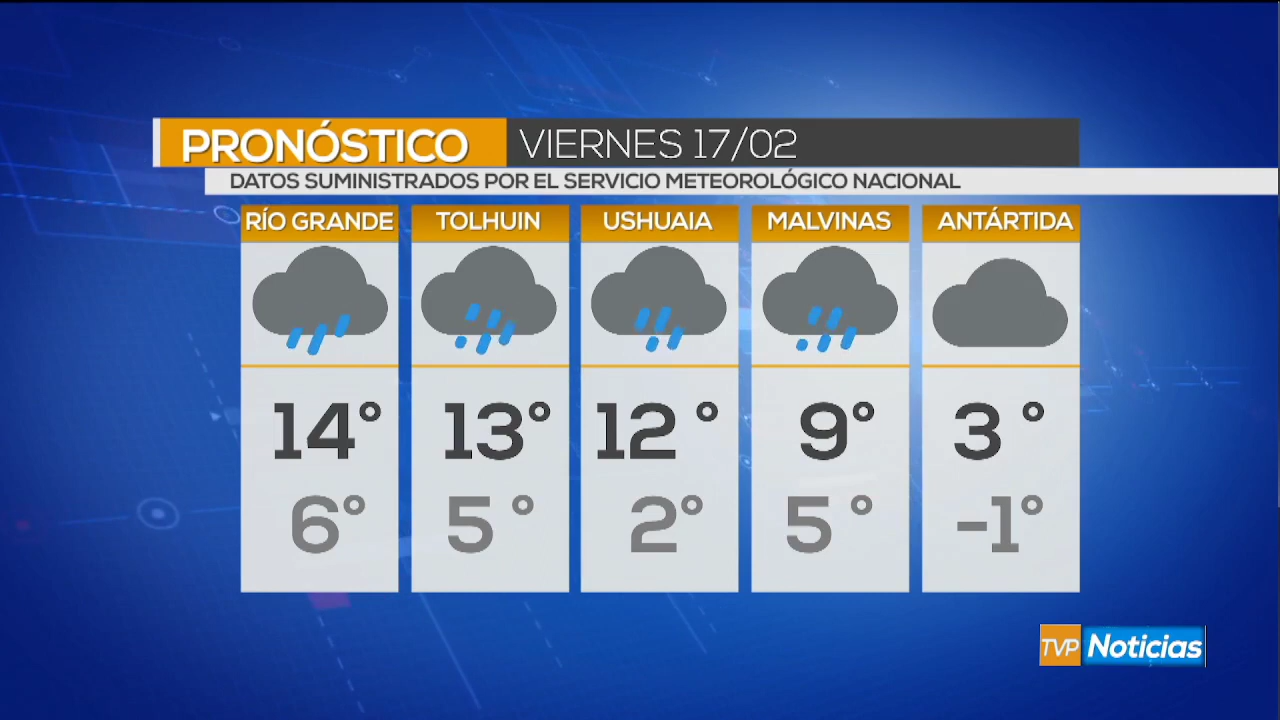 PRONÓSTICO VIERNES 17/02
DATOS SUMINISTRADOS POR EL SERVICIO METEOROLÓGICO NACIONAL
RÍO GRANDE TOLHUIN USHUAIA MALVINAS ANTÁRTIDA
14° 13° 12° 9° 3°
6° 5° 2° 5° -1°
TVP Noticias